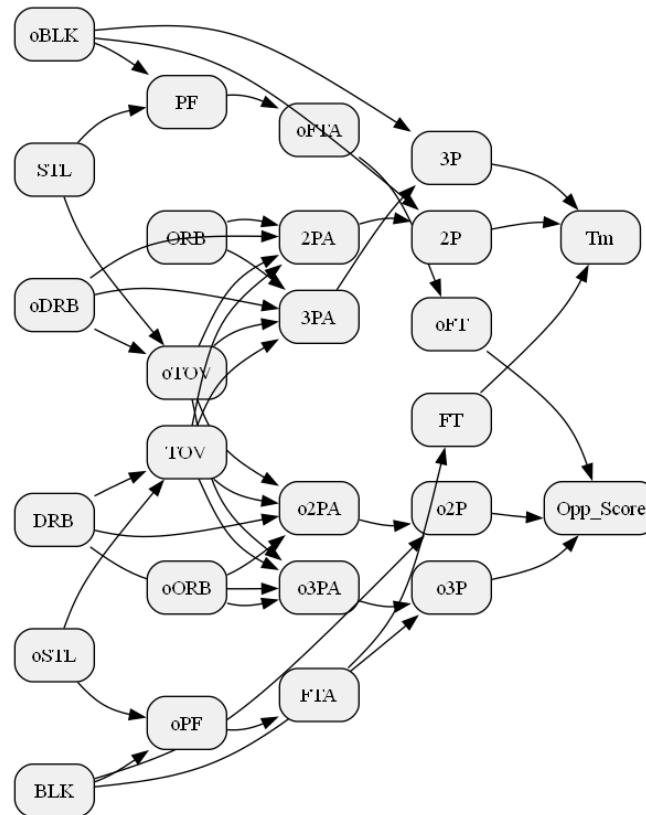 oBLK
PF
oFTA
3P
STL
ORB
2PA
2P
Tm
oDRB
3PA
oFT
oTOV
FT
TOV
DRB
o2PA
o2P
Opp_Score
oORB
o3PA
o3P
oSTL
oPF
FTA
BLK